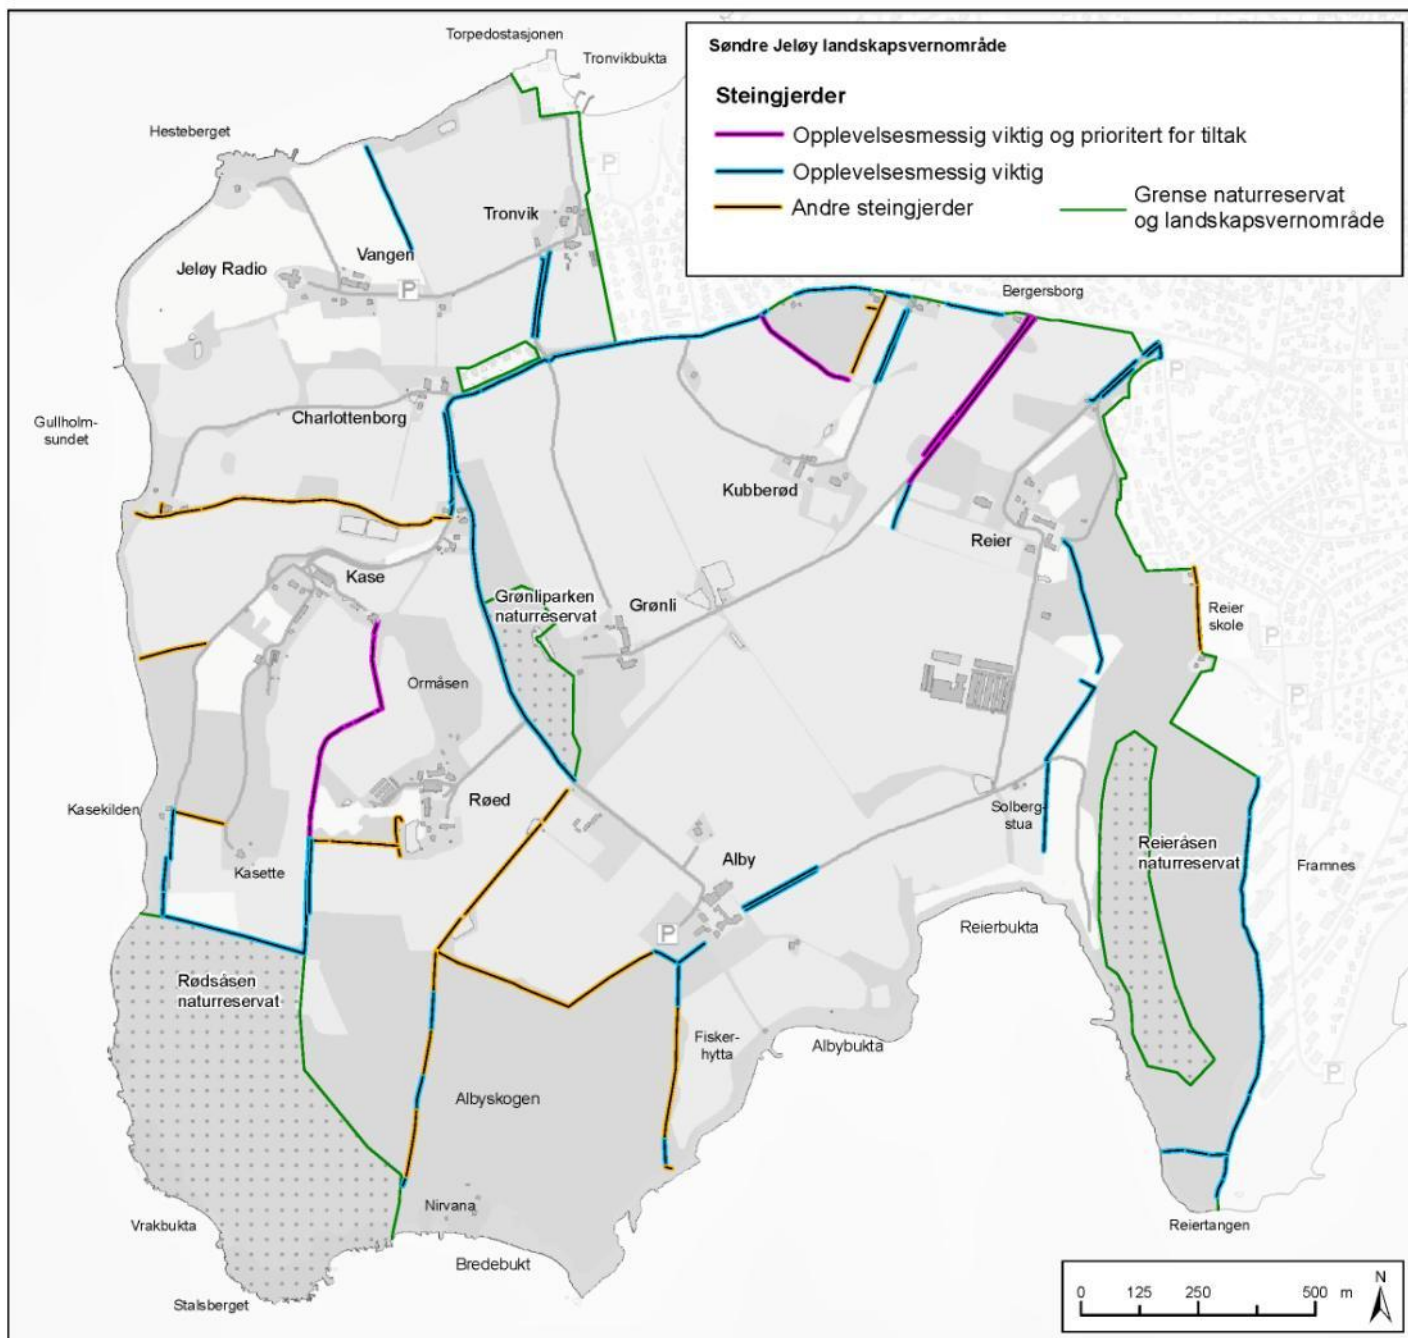 Torpedostasjonen
Tronvikbukta
Søndre Jeløy landskapsvernområde
Steingjerder
Opplevelsesmessig viktig og prioritert for tiltak
Opplevelsesmessig viktig
Andre steingjerder
Grense naturreservat
og landskapsvernområde
Hesteberget
P
Tronvik
Vangen
Jeløy Radio
P
Bergersborg
P
Gullholm-
sundet
Charlottenborg
Kubberød
Reier
Kase
Grønliparken
naturreservat
Grønli
Reier
skole
P
Ormåsen
P
Kasekilden
Røed
Solberg-
stua
Kasette
Alby
Reieråsen
naturreservat
Framnes
P
Reierbukta
Rødsåsen
naturreservat
Fisker-
hytta
Albybukta
P
Albyskogen
Vrakbukta
Nirvana
Reiertangen
Bredebukt
Stalsberget
0 125 250 500 m
N